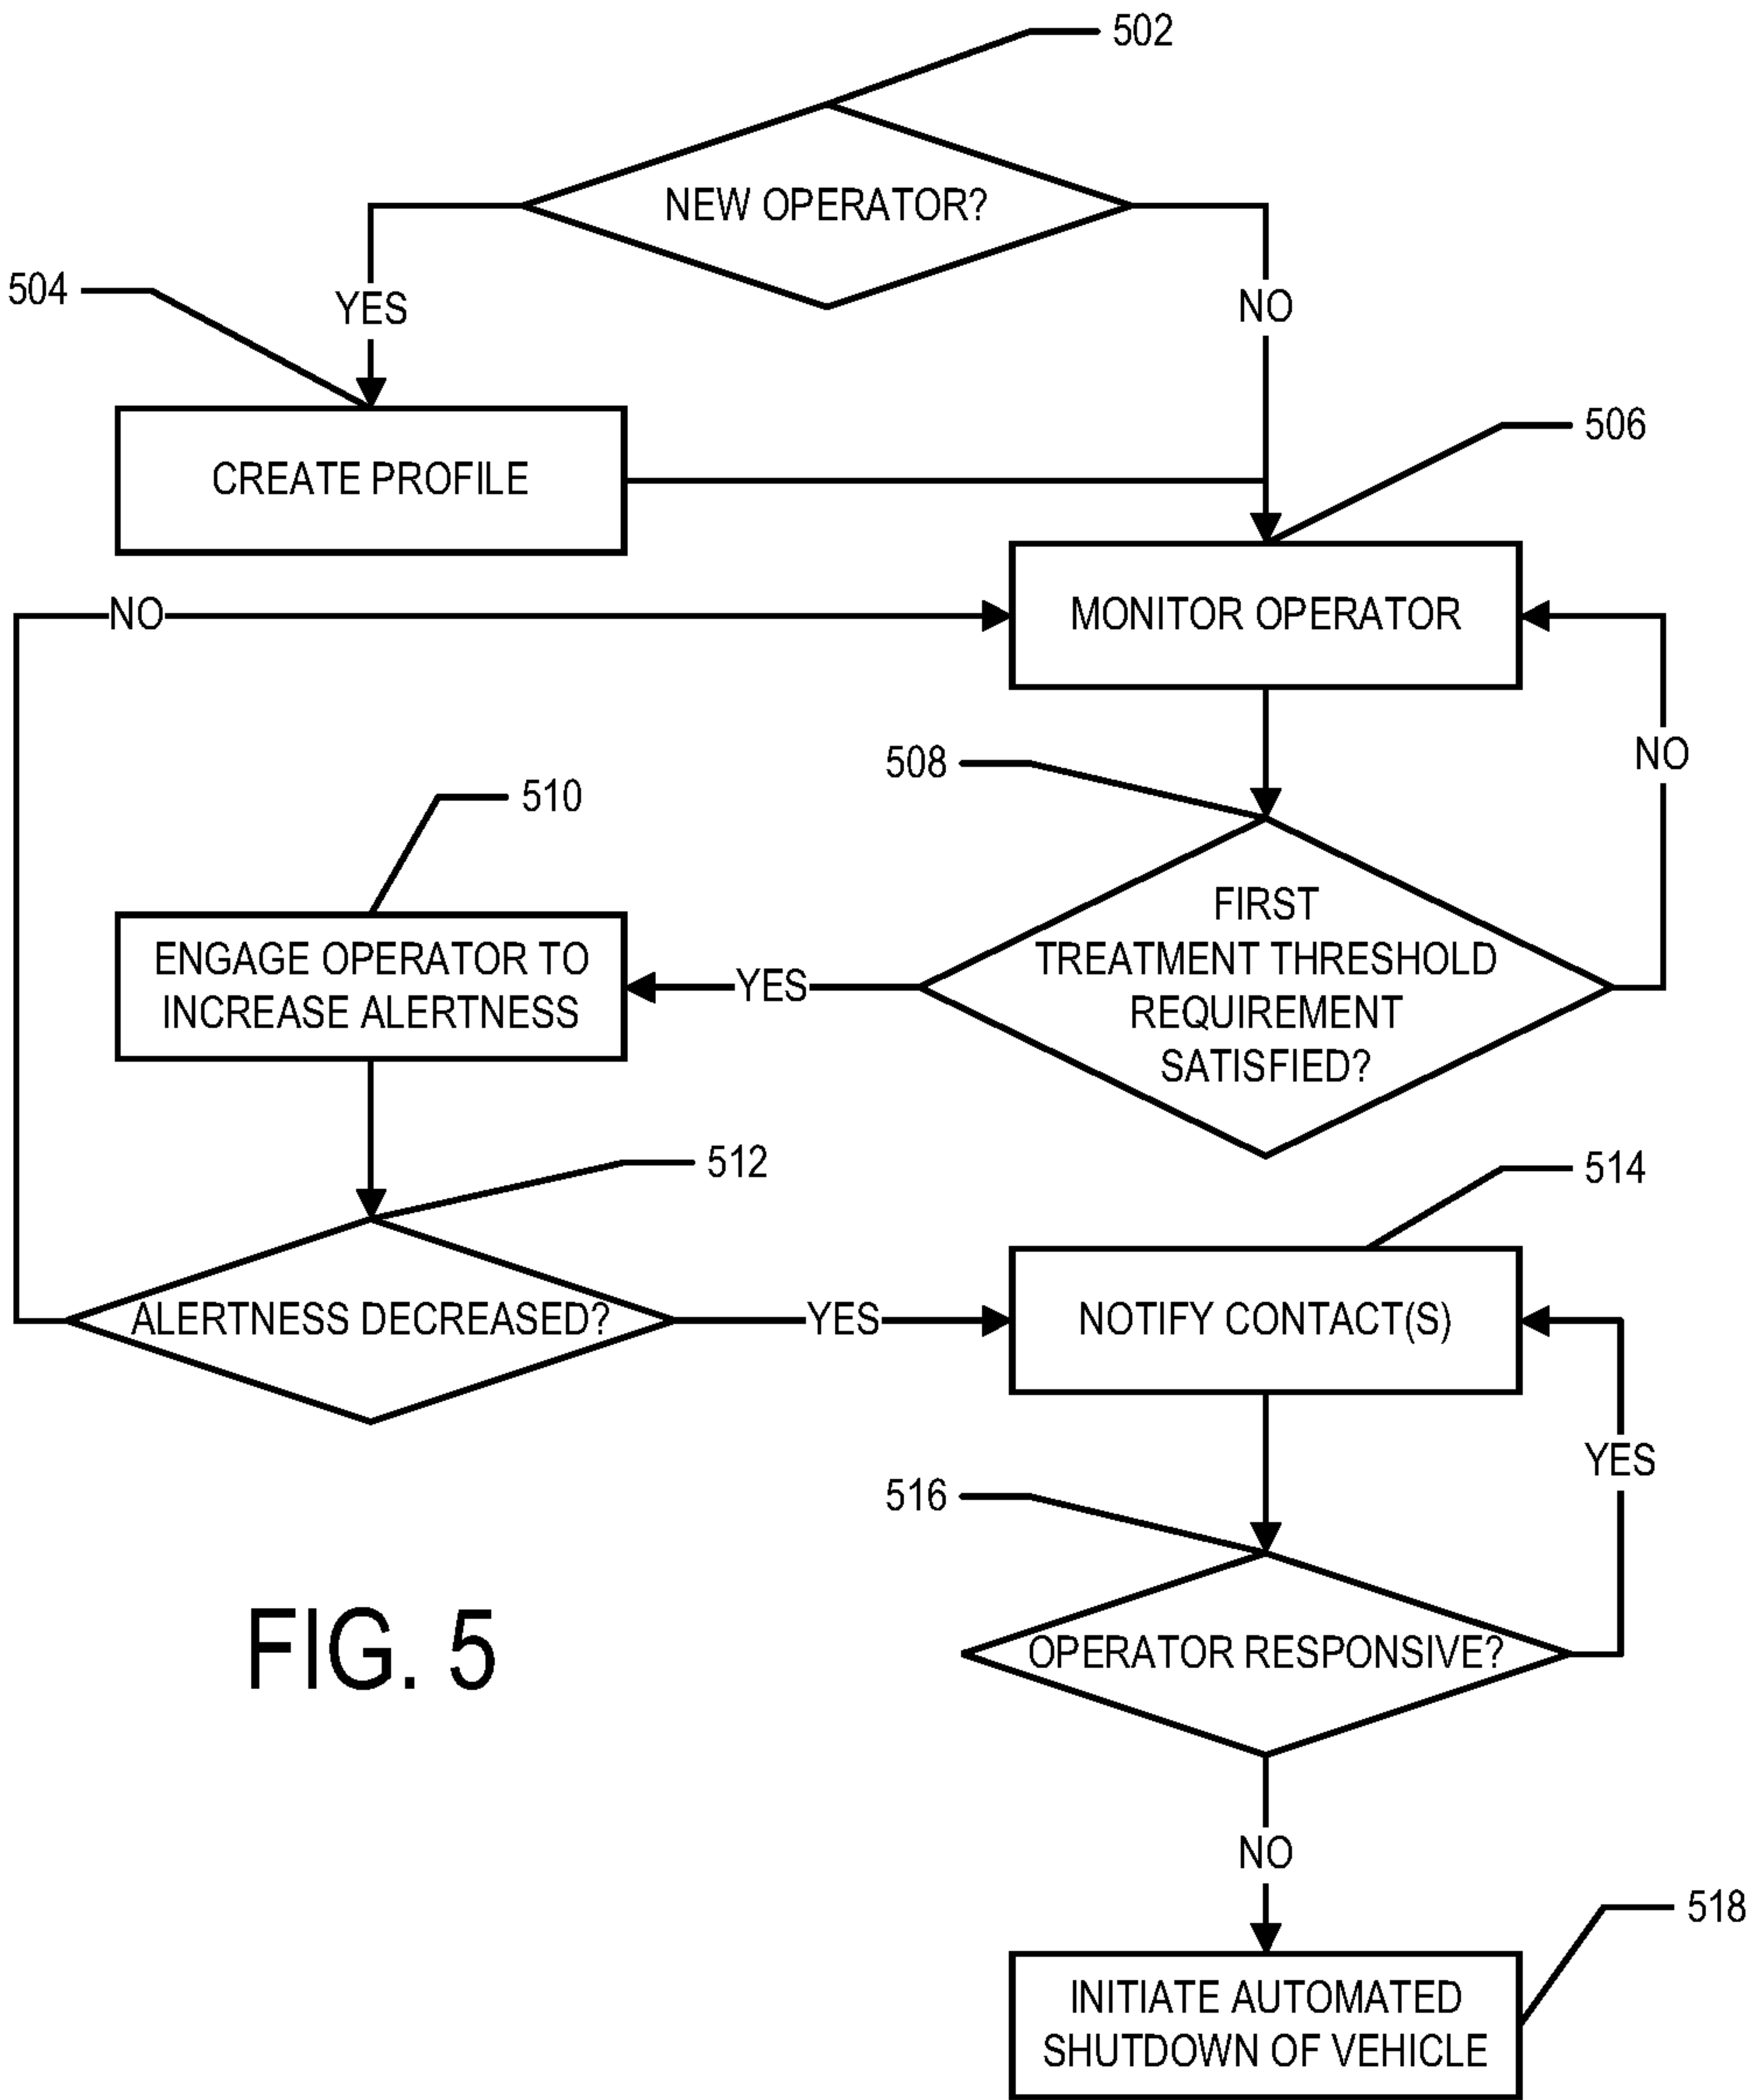 502
NEW OPERATOR?
504
YES
NO
CREATE PROFILE
506
NO
MONITOR OPERATOR
NO
508
510
FIRST
TREATMENT THRESHOLD
REQUIREMENT
SATISFIED?
YES
ENGAGE OPERATOR TO
INCREASE ALERTNESS
512
514
ALERTNESS DECREASED?
YES
NOTIFY CONTACT(S)
YES
516
OPERATOR RESPONSIVE?
FIG. 5
NO
518
INITIATE AUTOMATED
SHUTDOWN OF VEHICLE